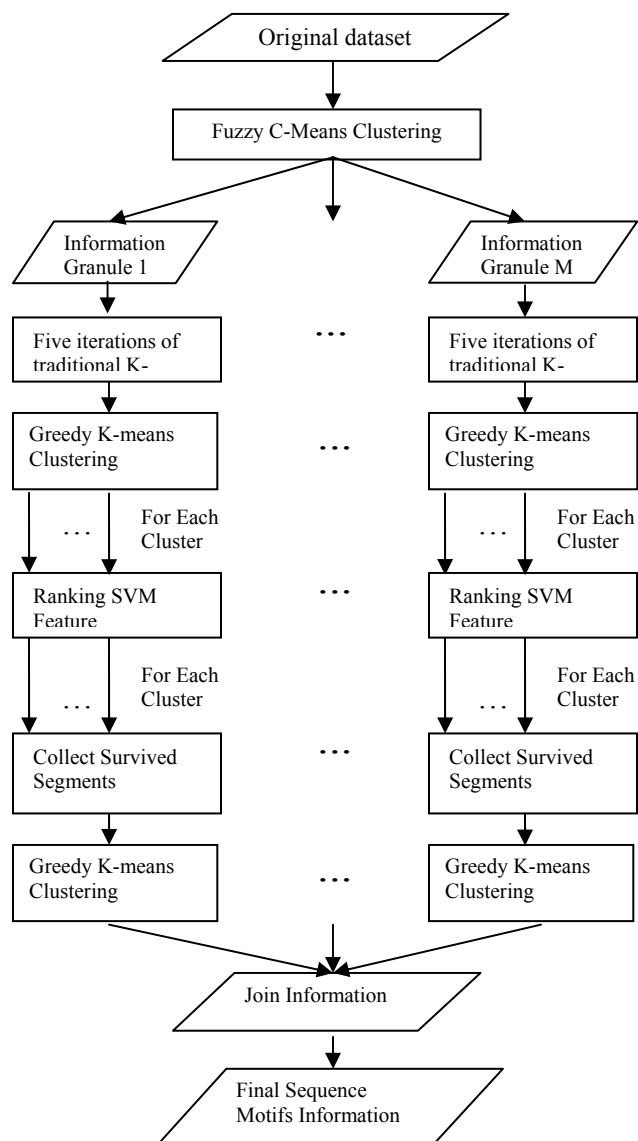 Original dataset
Fuzzy C-Means Clustering
Information
Granule 1
Information
Granule M
Five iterations of
traditional K-
...
Five iterations of
traditional K-
Greedy K-means
Clustering
...
Greedy K-means
Clustering
...
For Each
Cluster
...
For Each
Cluster
Ranking SVM
Feature
...
Ranking SVM
Feature
...
For Each
Cluster
...
For Each
Cluster
Collect Survived
Segments
...
Collect Survived
Segments
Greedy K-means
Clustering
...
Greedy K-means
Clustering
Join Information
Final Sequence
Motifs Information